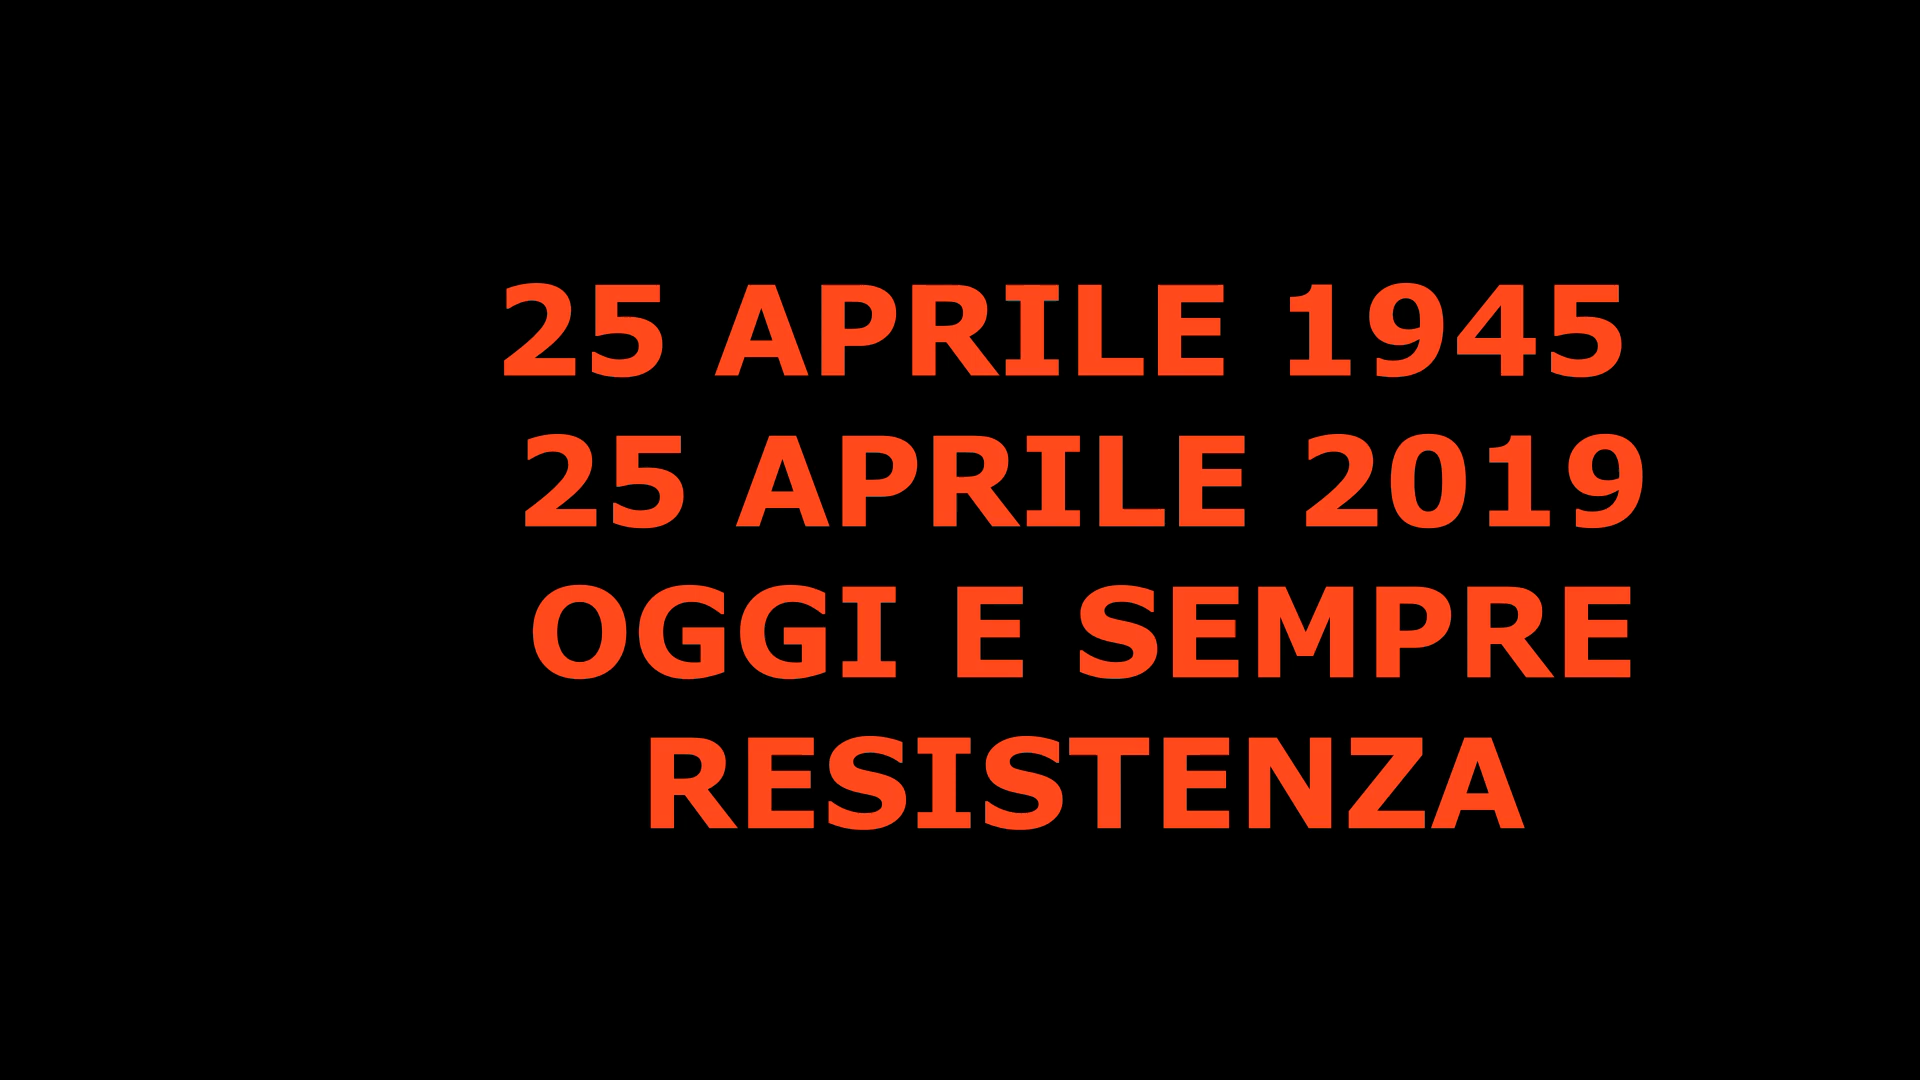 25 APRILE 1945
25 APRILE 2019
OGGI E SEMPRE
RESISTENZA